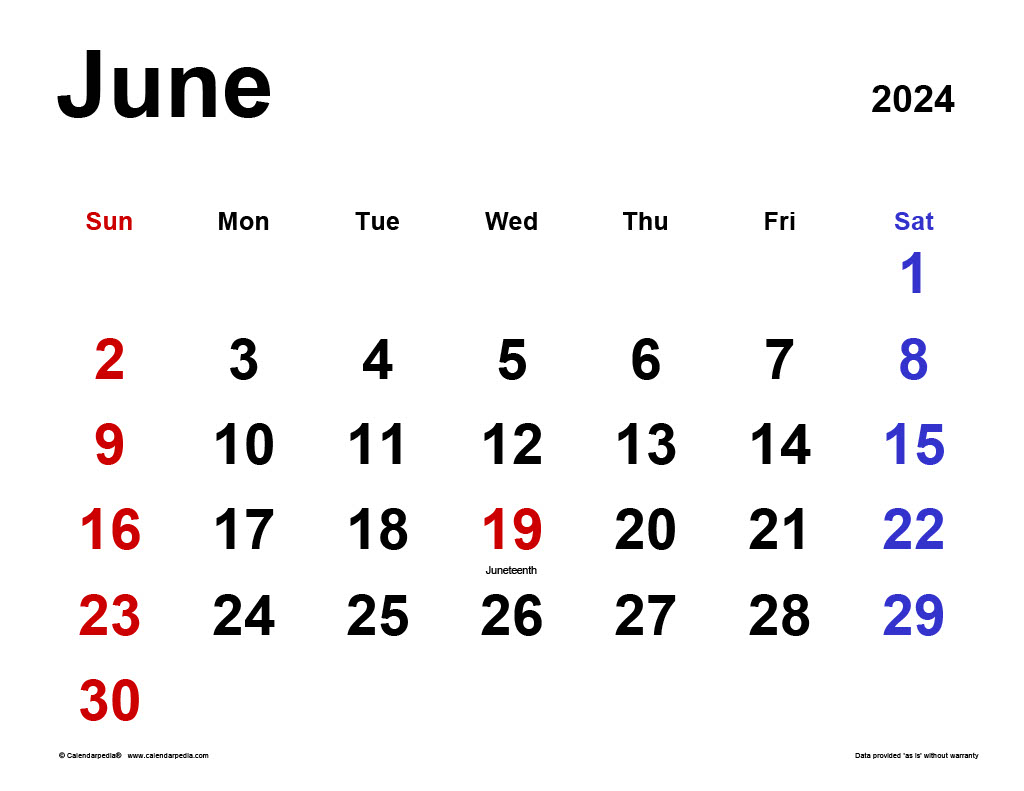 June
2024
Sun Mon Tue Wed Thu Fri Sat
1
2 3 4 5 6 7 8
9 10 11 12 13 14 15
16 17 18 19 20 21 22
Juneteenth
23 24 25 26 27 28 29
30
© Calendarpedia® www.calendarpedia.com
Data provided 'as is' without warranty